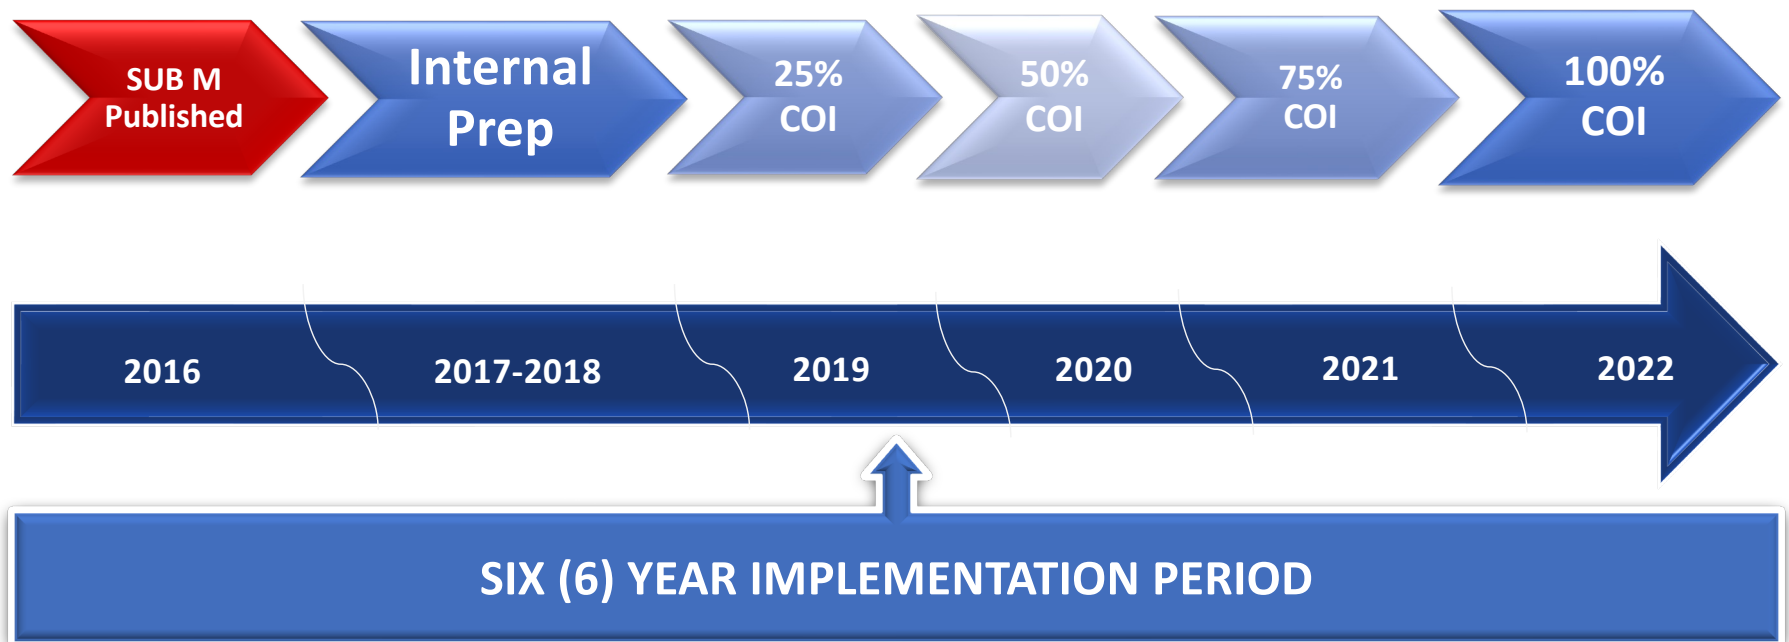 SUB M
Published
Internal
Prep
25%
COI
50%
COI
75%
COI
100%
COI
2016
2017-2018
2019
2020
2021
2022
SIX (6) YEAR IMPLEMENTATION PERIOD